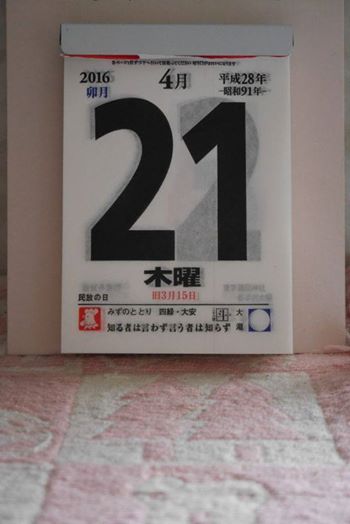 2016
卯月
4月
平成28年
昭和91年
21
木曜
旧3月15日
民放の日
みずのととり 四緑・大安
大
潮
知る者は言わず言う者は知らず